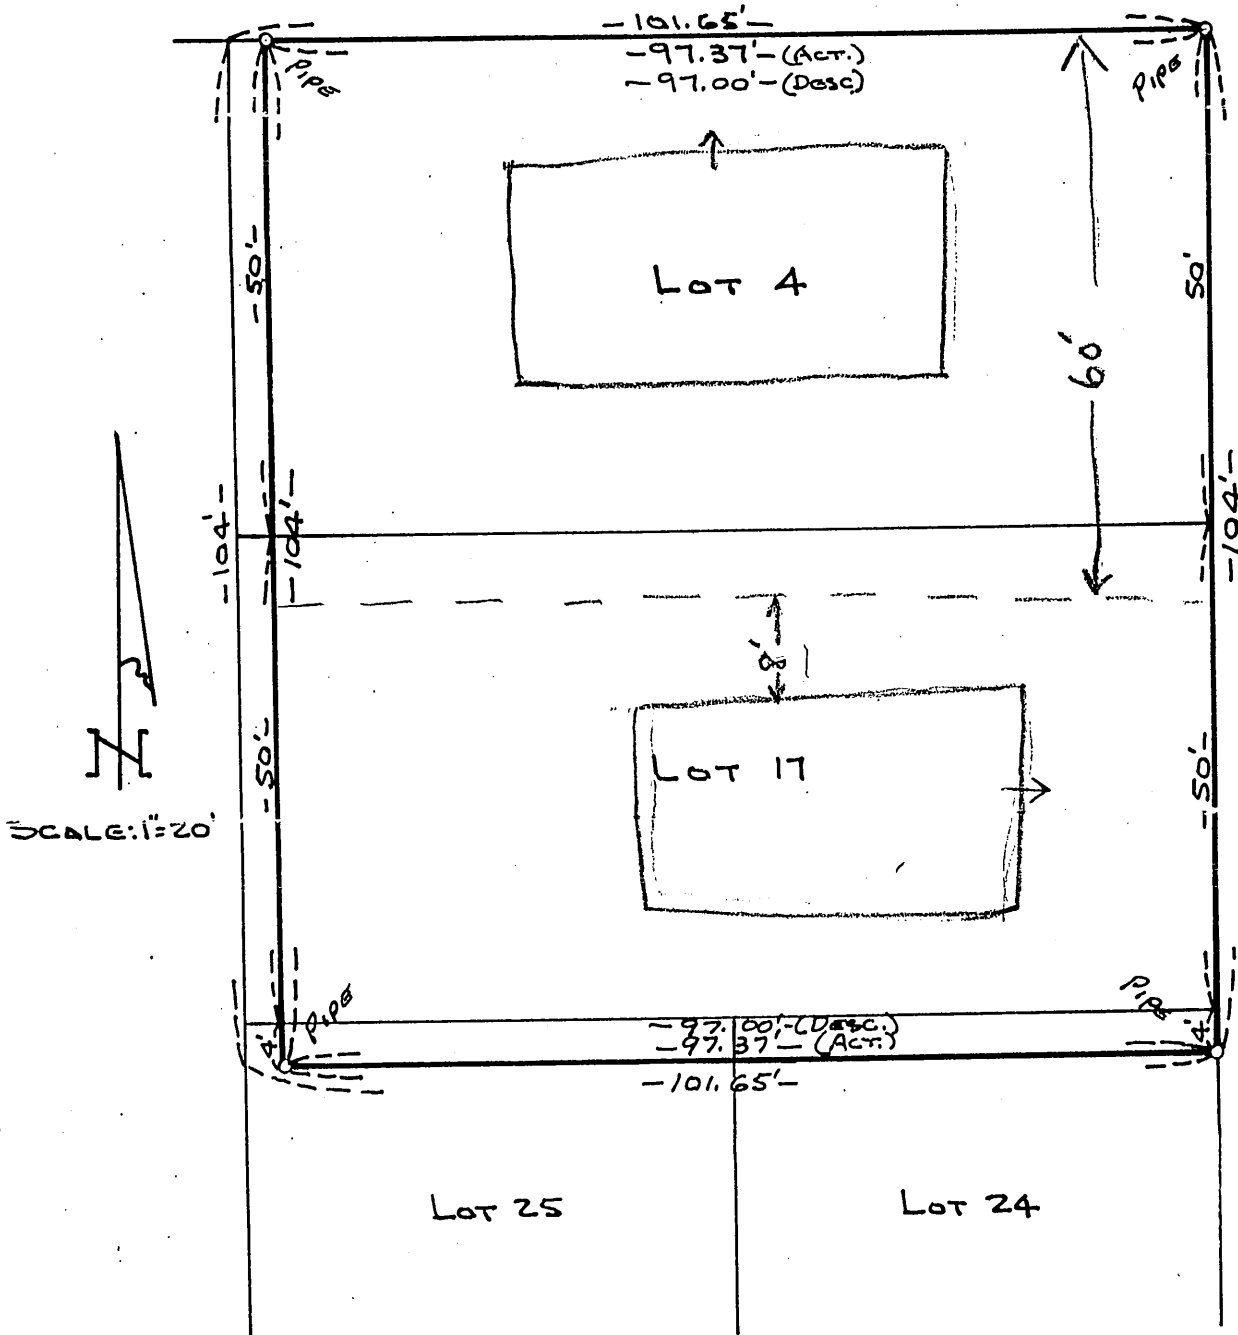 -101.65'-
-97.37'-(ACT.)
-97.00'-(DESC)
PIPE
PIPE
-50'-
50'
LOT 4
60'
-104'-
-104'-
-104'-
8'
-50'-
-50'-
LOT 17
N
SCALE: 1"=20'
PIPE
PIPE
4'
4'
-97.00'-(DESC.)
-97.37'-(ACT.)
-101.65'-
LOT 25
LOT 24